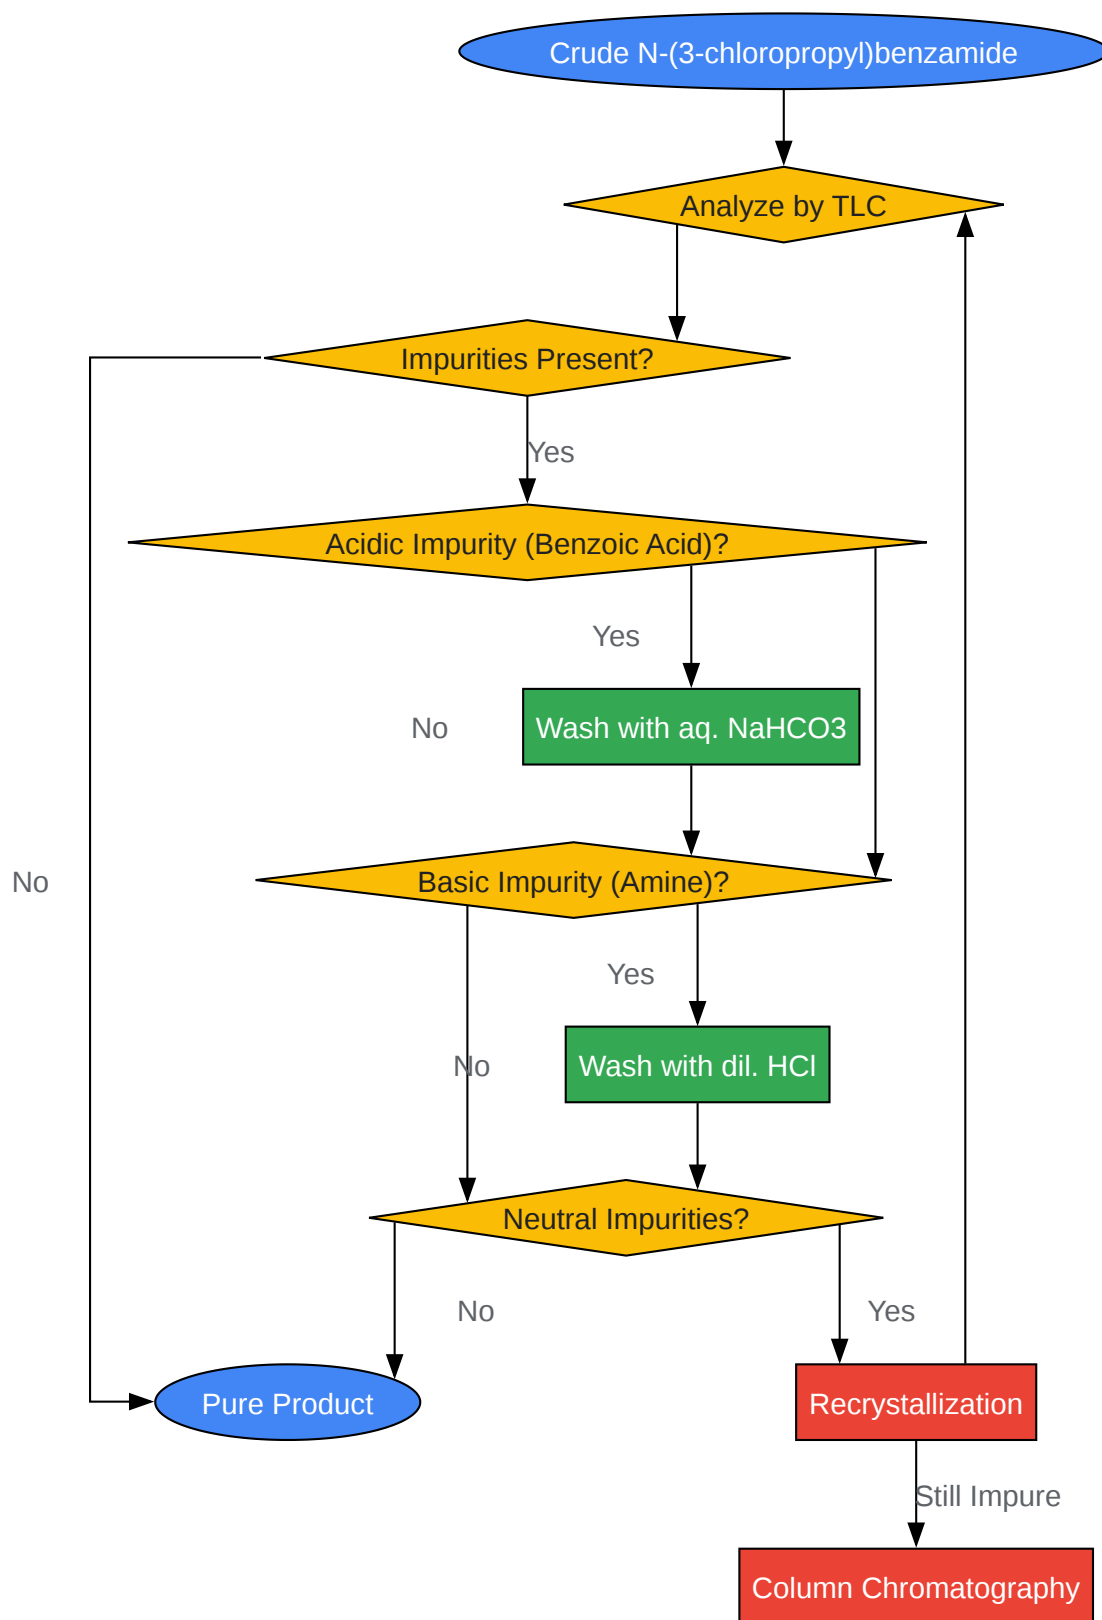 Crude N-(3-chloropropyl)benzamide
Analyze by TLC
Impurities Present?
Yes
Acidic Impurity (Benzoic Acid)?
Yes
No
Wash with aq. NaHCO3
No
Basic Impurity (Amine)?
Yes
No
Wash with dil. HCl
Neutral Impurities?
No
Yes
Pure Product
Recrystallization
Still Impure
Column Chromatography